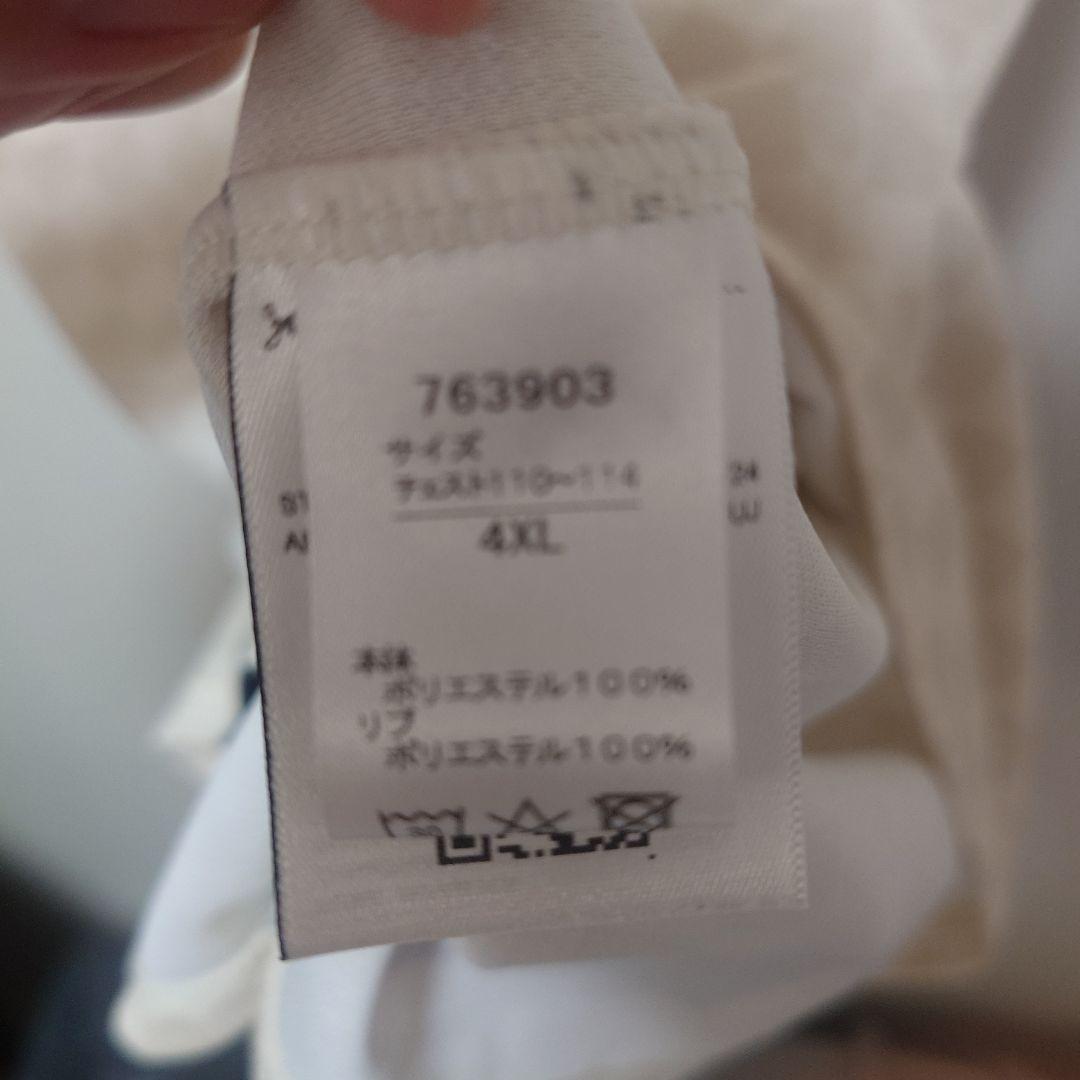 763903
サイズ
チェスト110～114
4XL
本体
ポリエステル100%
リブ
ポリエステル100%